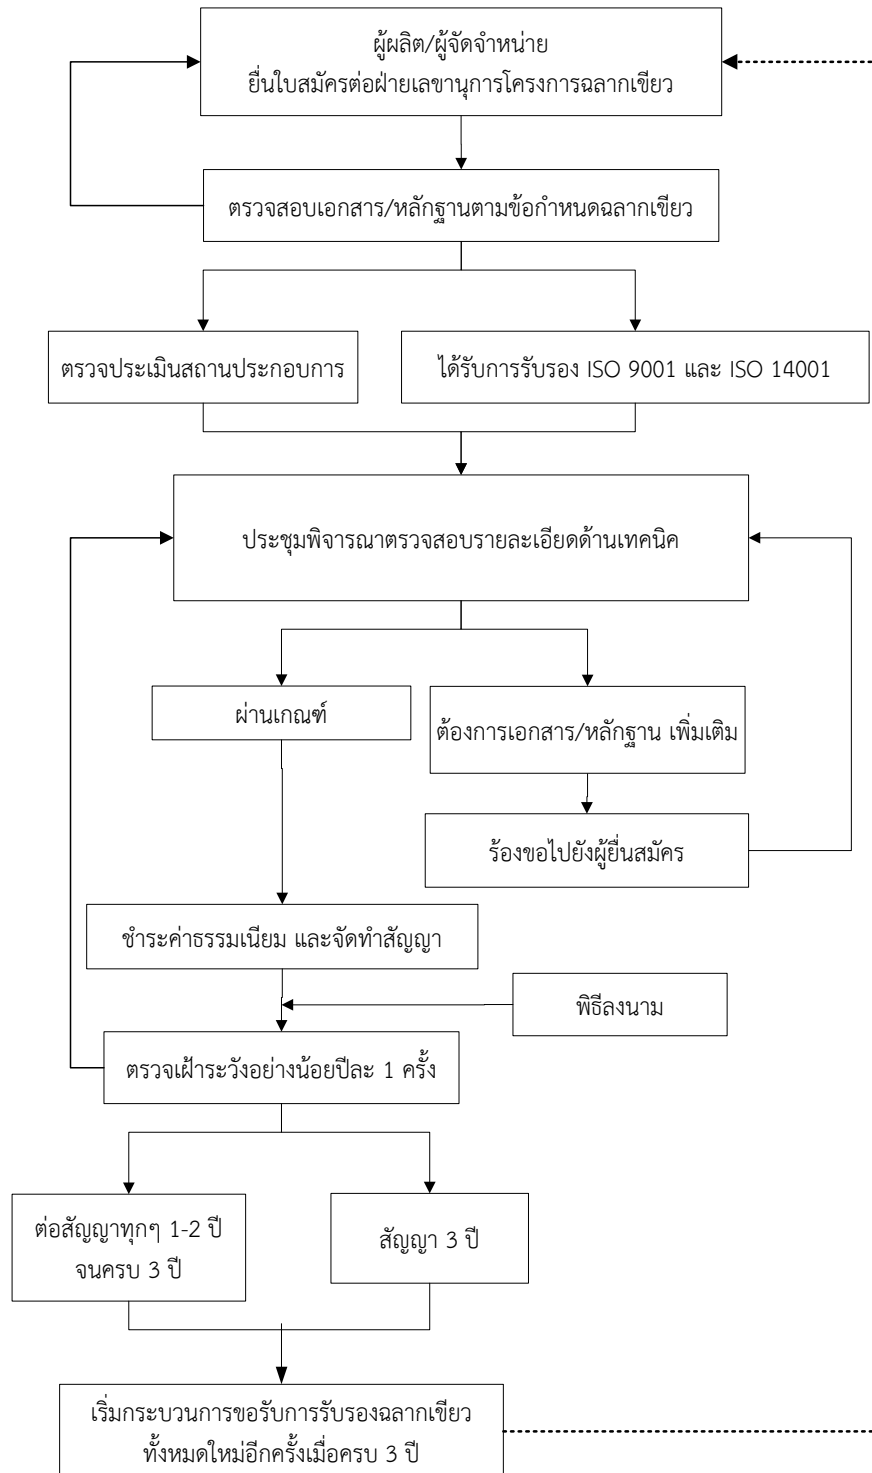 ผู้ผลิต/ผู้จัดจำหน่าย
ยื่นใบสมัครต่อฝ่ายเลขานุการโครงการฉลากเขียว
ตรวจสอบเอกสาร/หลักฐานตามข้อกำหนดฉลากเขียว
ตรวจประเมินสถานประกอบการ
ได้รับการรับรอง ISO 9001 และ ISO 14001
ประชุมพิจารณาตรวจสอบรายละเอียดด้านเทคนิค
ผ่านเกณฑ์
ต้องการเอกสาร/หลักฐาน เพิ่มเติม
ร้องขอไปยังผู้ยื่นสมัคร
ชำระค่าธรรมเนียม และจัดทำสัญญา
พิธีลงนาม
ตรวจเฝ้าระวังอย่างน้อยปีละ 1 ครั้ง
ต่อสัญญาทุกๆ 1-2 ปี
จนครบ 3 ปี
สัญญา 3 ปี
เริ่มกระบวนการขอรับการรับรองฉลากเขียว
ทั้งหมดใหม่อีกครั้งเมื่อครบ 3 ปี